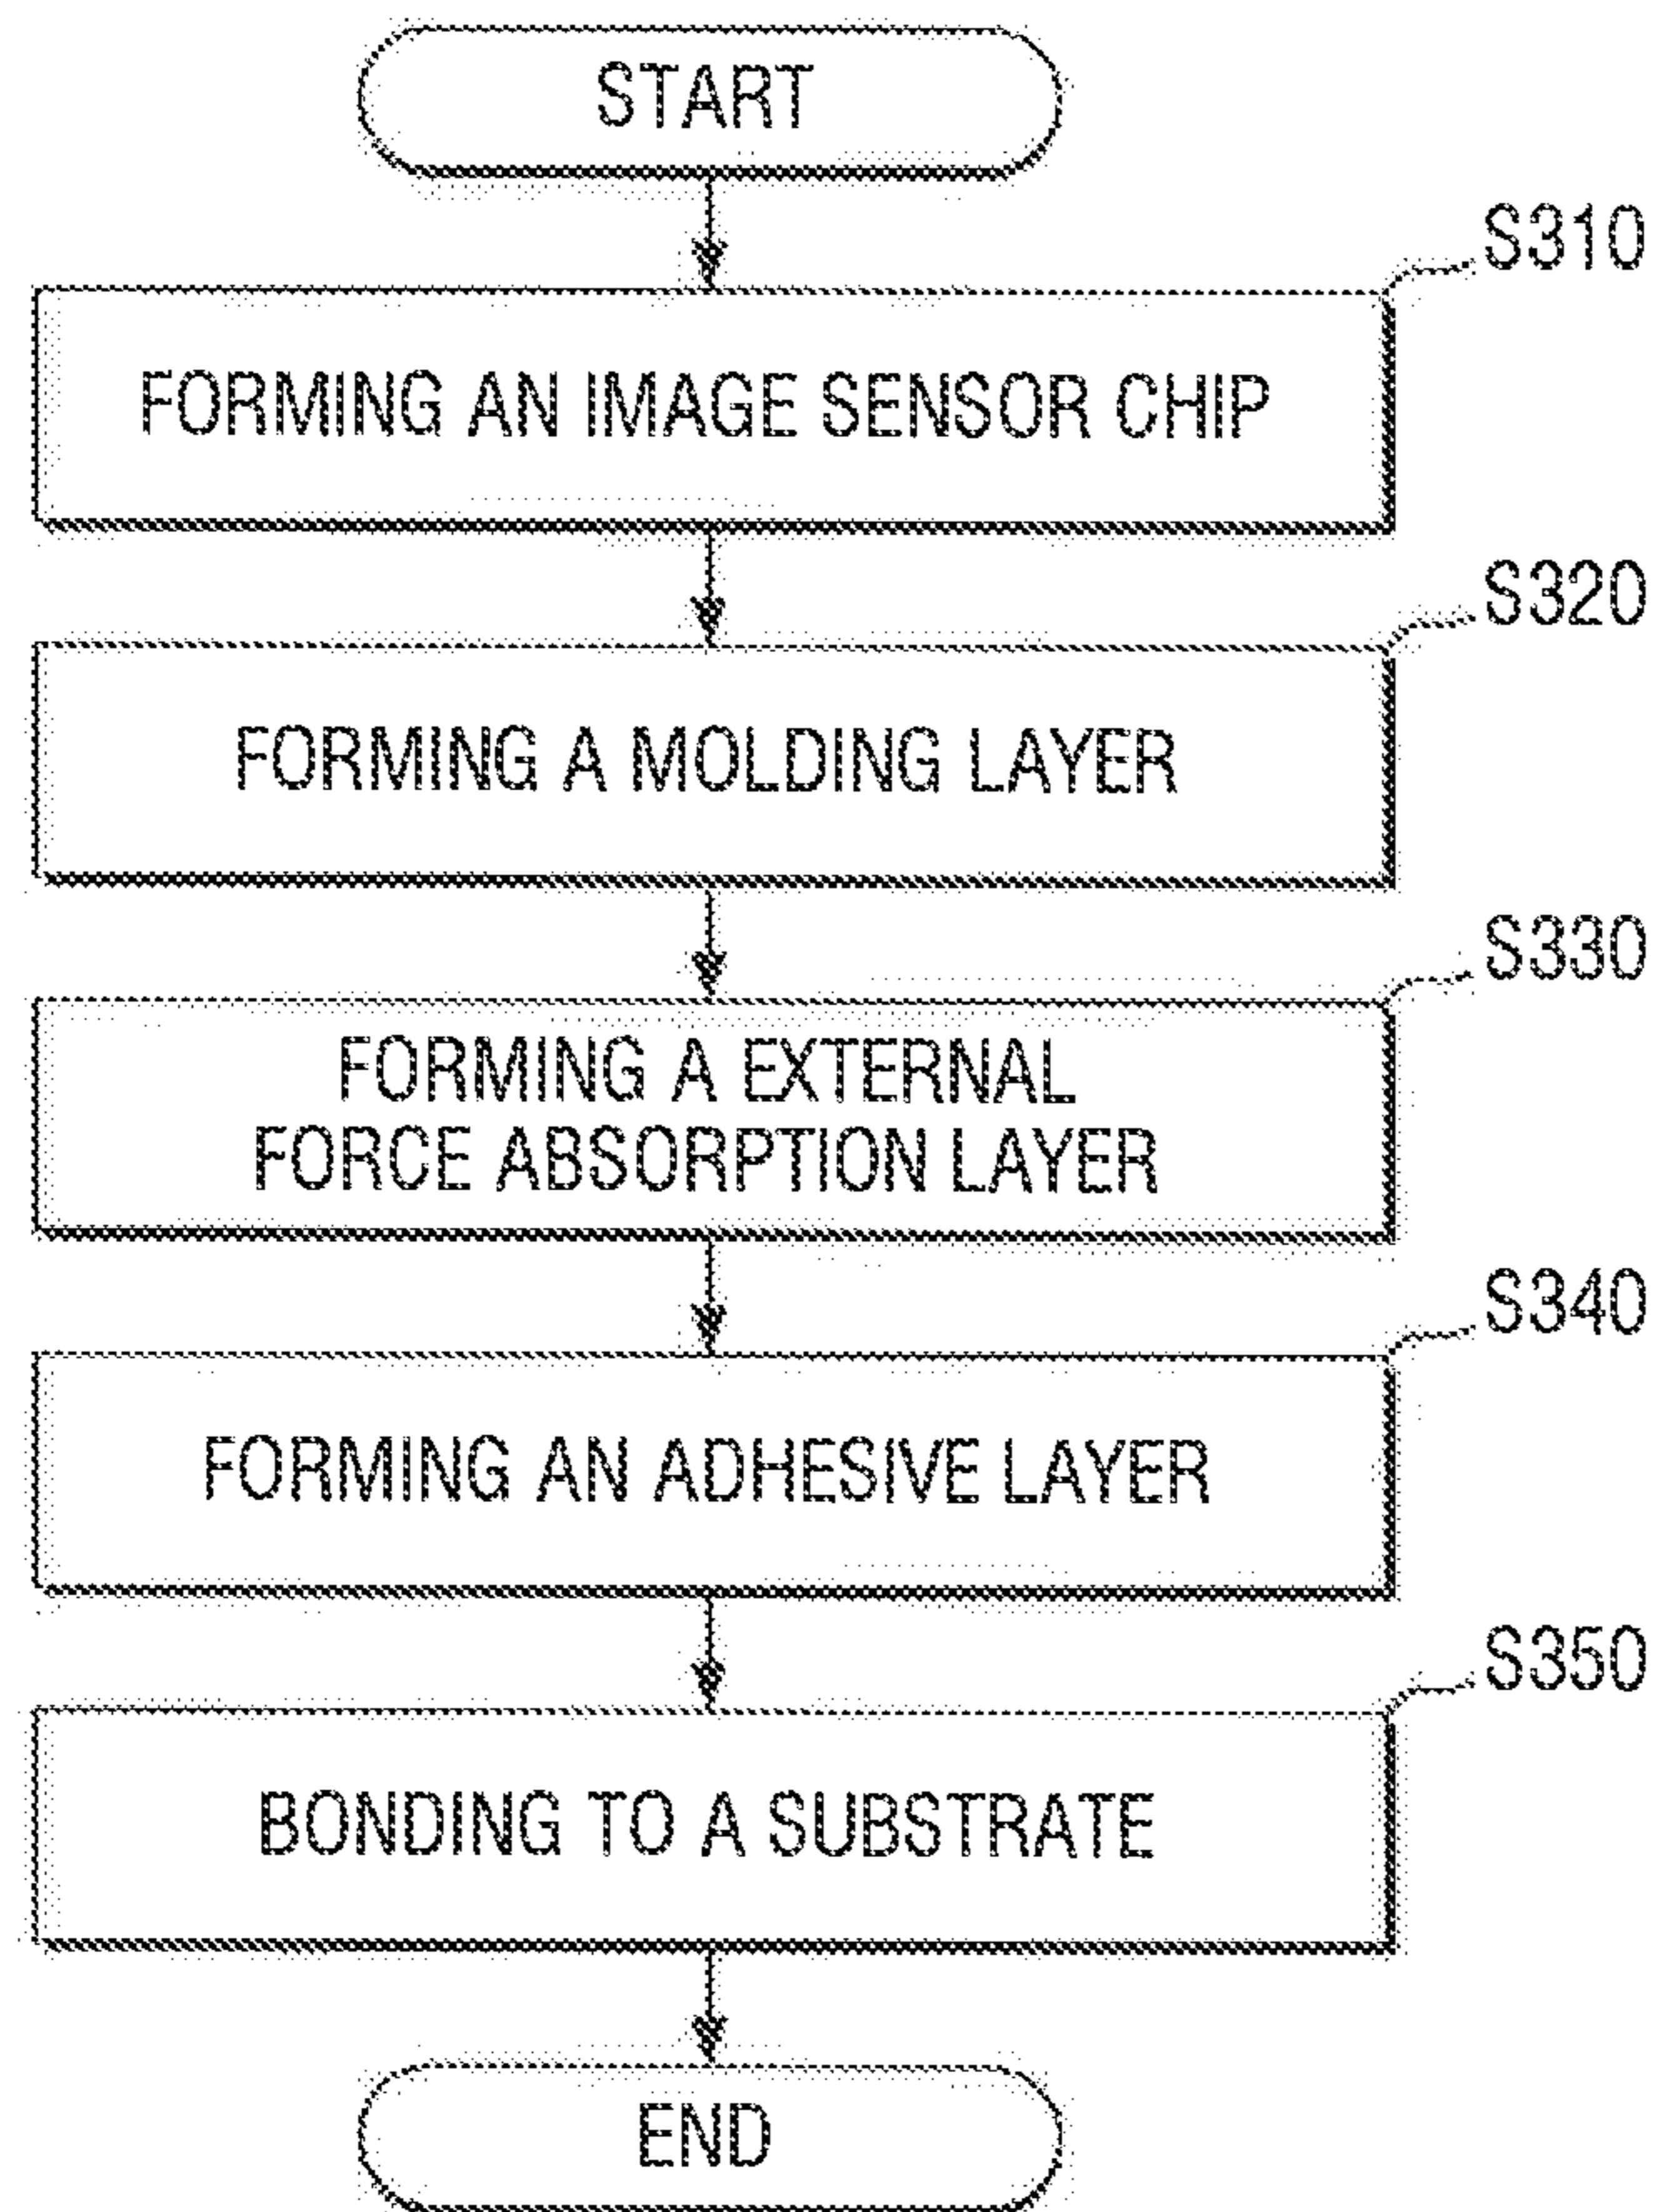 START
S310
FORMING AN IMAGE SENSOR CHIP
S320
FORMING A MOLDING LAYER
S330
FORMING A EXTERNAL
FORCE ABSORPTION LAYER
S340
FORMING AN ADHESIVE LAYER
S350
BONDING TO A SUBSTRATE
END